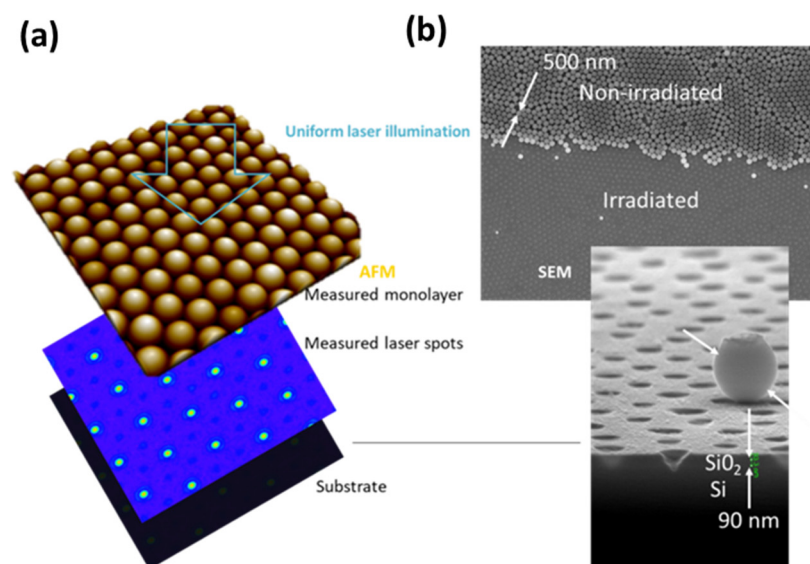 (a)
Uniform laser illumination
AFM
Measured monolayer
Measured laser spots
Substrate
(b)
500 nm
Non-irradiated
Irradiated
SEM
SiO₂
Si
90 nm